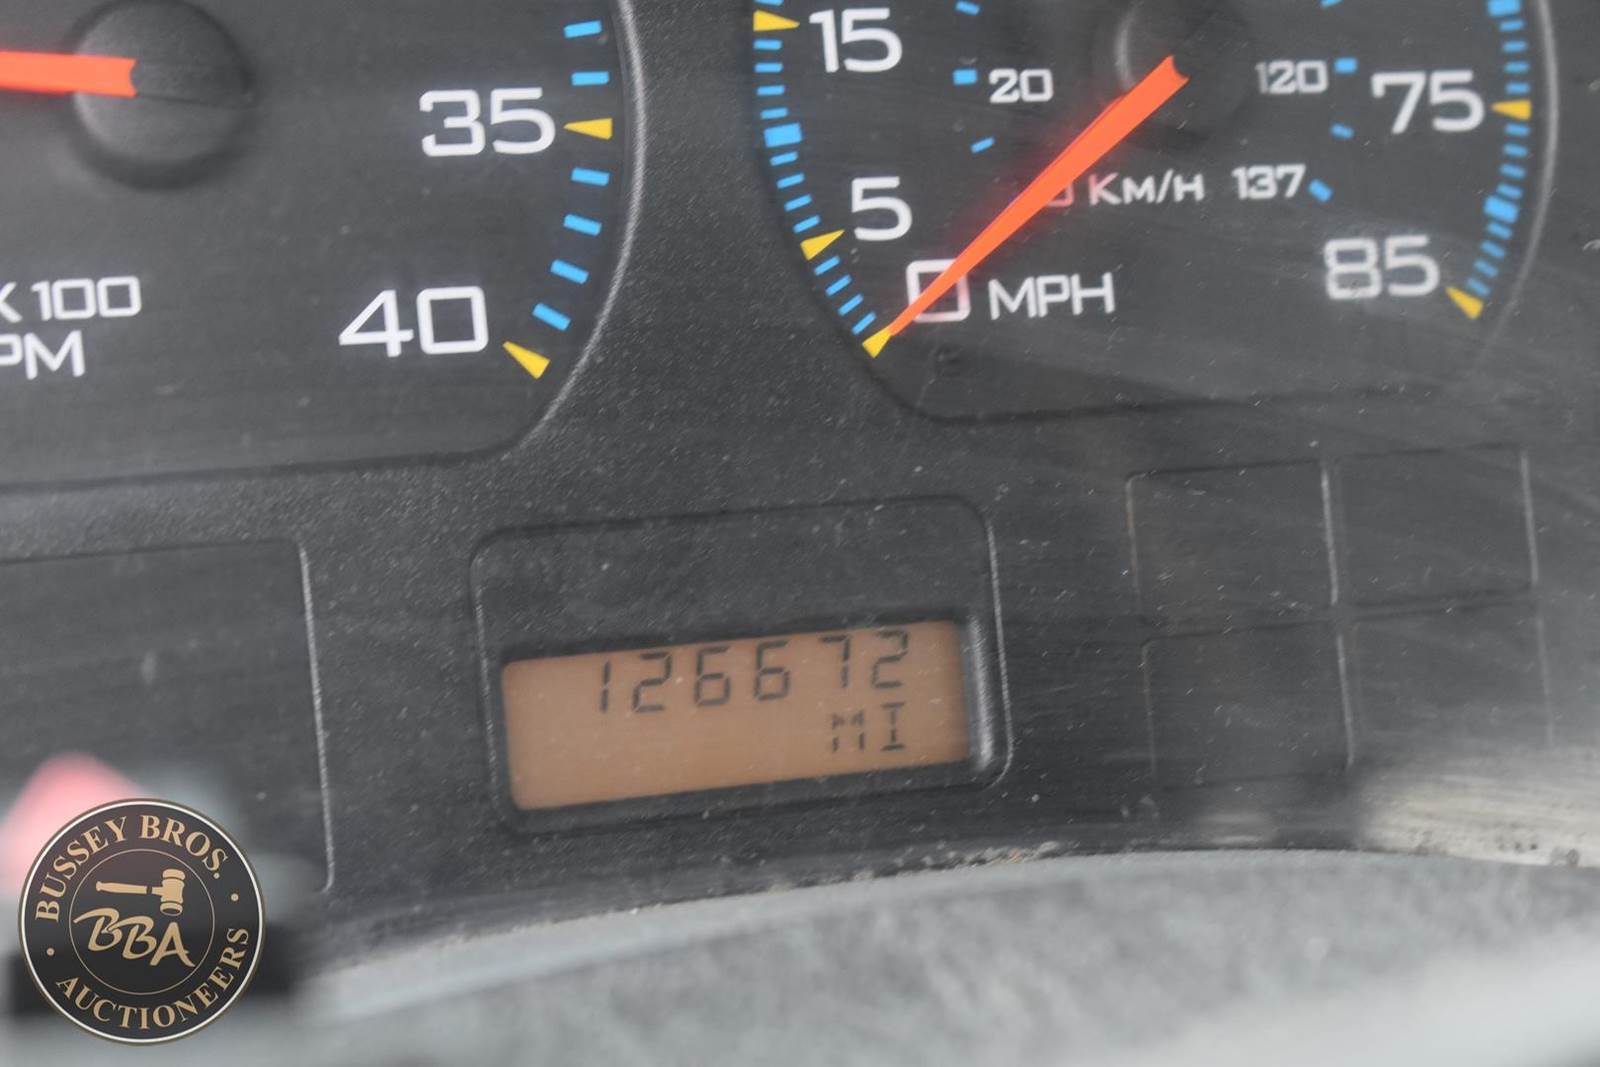 35
40
X 100
PM
15
5
0 MPH
20
120
75
KM/H 137
85
126672
MI
BUSSEY BROS.
BBA
AUCTIONEERS